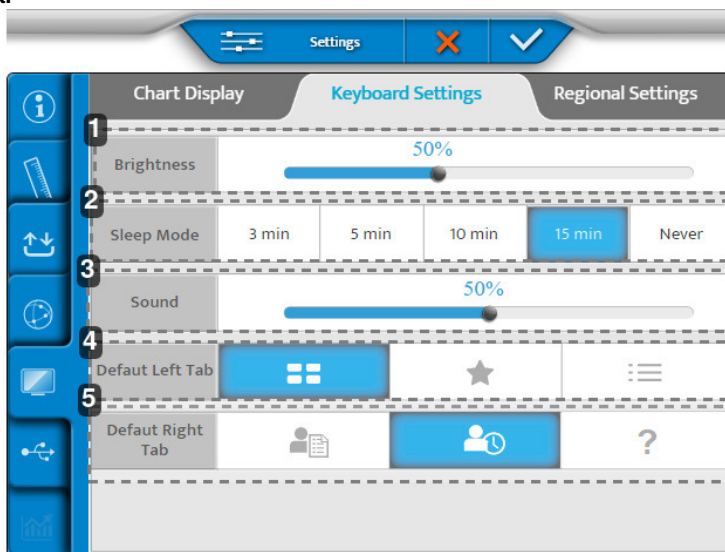 Settings
Chart Display Keyboard Settings Regional Settings
1
Brightness 50%
2
Sleep Mode 3 min 5 min 10 min 15 min Never
3
Sound 50%
4
Defaut Left Tab
5
Defaut Right
Tab ?